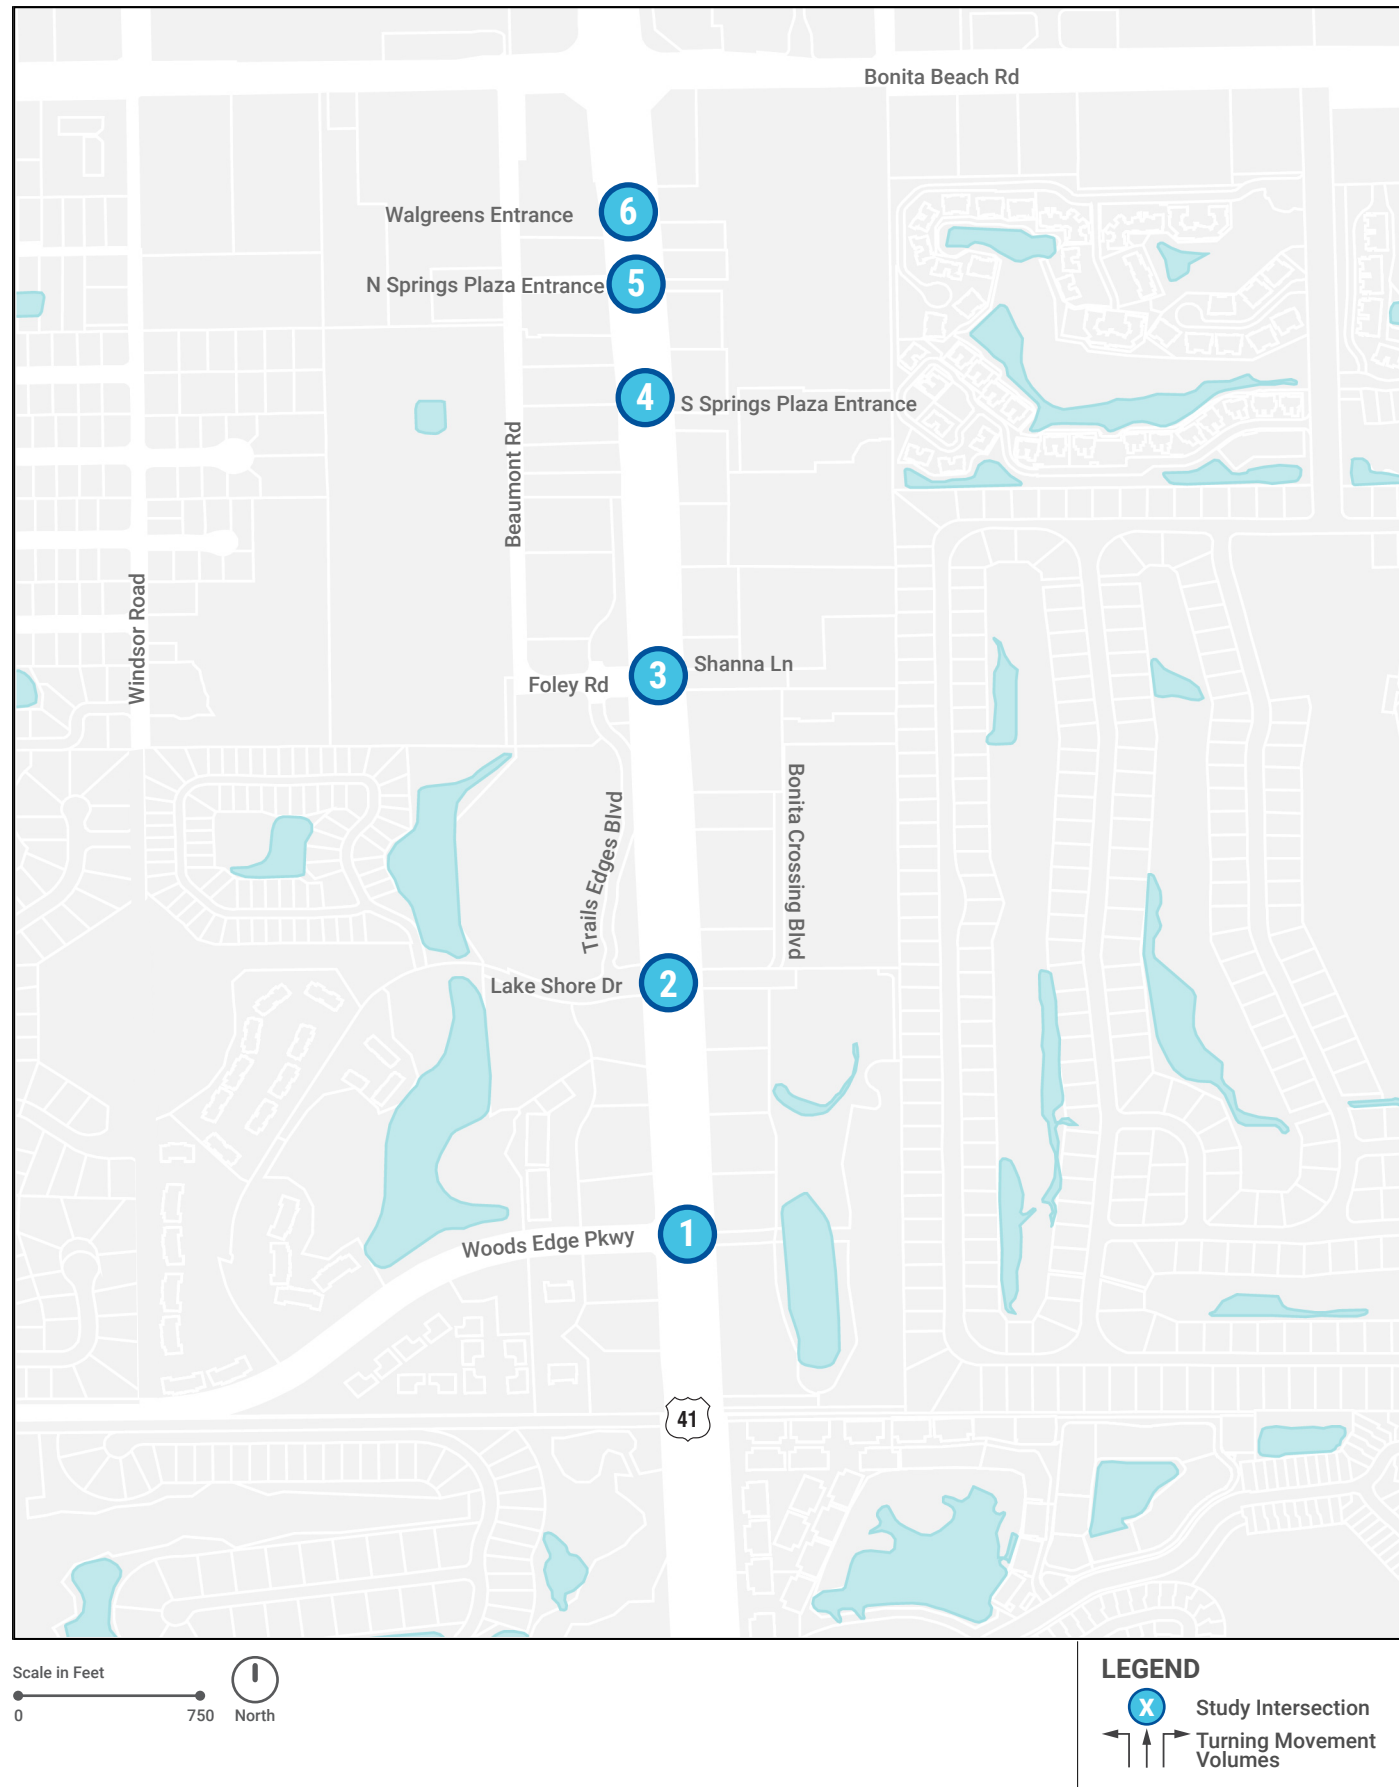 Bonita Beach Rd
6
Walgreens Entrance
5
N Springs Plaza Entrance
4
S Springs Plaza Entrance
Beaumont Rd
Windsor Road
3
Shanna Ln
Foley Rd
Trails Edges Blvd
Bonita Crossing Blvd
2
Lake Shore Dr
1
Woods Edge Pkwy
41
Scale in Feet
0 750
North
LEGEND
X
Study Intersection
Turning Movement
Volumes